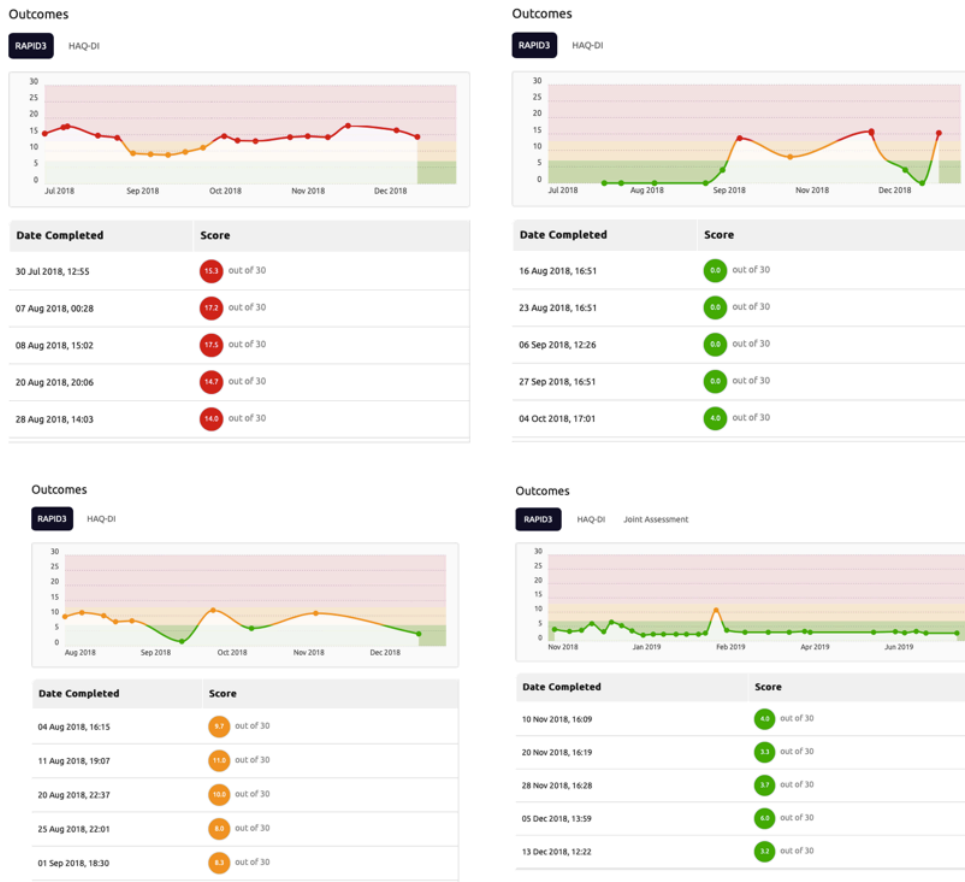 Outcomes
RAPID3 HAQ-DI
30
25
20
15
10
5
0
Jul 2018 Sep 2018 Oct 2018 Nov 2018 Dec 2018
Date Completed Score
30 Jul 2018, 12:55 15.3 out of 30
07 Aug 2018, 00:28 17.2 out of 30
08 Aug 2018, 15:02 17.5 out of 30
20 Aug 2018, 20:06 14.7 out of 30
28 Aug 2018, 14:03 14.0 out of 30
Outcomes
RAPID3 HAQ-DI
30
25
20
15
10
5
0
Jul 2018 Aug 2018 Sep 2018 Nov 2018 Dec 2018
Date Completed Score
16 Aug 2018, 16:51 0.0 out of 30
23 Aug 2018, 16:51 0.0 out of 30
06 Sep 2018, 12:26 0.0 out of 30
27 Sep 2018, 16:51 0.0 out of 30
04 Oct 2018, 17:01 4.0 out of 30
Outcomes
RAPID3 HAQ-DI
30
25
20
15
10
5
0
Aug 2018 Sep 2018 Oct 2018 Nov 2018 Dec 2018
Date Completed Score
04 Aug 2018, 16:15 9.7 out of 30
11 Aug 2018, 19:07 11.0 out of 30
20 Aug 2018, 22:37 10.0 out of 30
25 Aug 2018, 22:01 8.0 out of 30
01 Sep 2018, 18:30 8.3 out of 30
Outcomes
RAPID3 HAQ-DI Joint Assessment
30
25
20
15
10
5
0
Nov 2018 Jan 2019 Feb 2019 Apr 2019 Jun 2019
Date Completed Score
10 Nov 2018, 16:09 4.0 out of 30
20 Nov 2018, 16:19 3.3 out of 30
28 Nov 2018, 16:28 3.7 out of 30
05 Dec 2018, 13:59 6.0 out of 30
13 Dec 2018, 12:22 3.2 out of 30